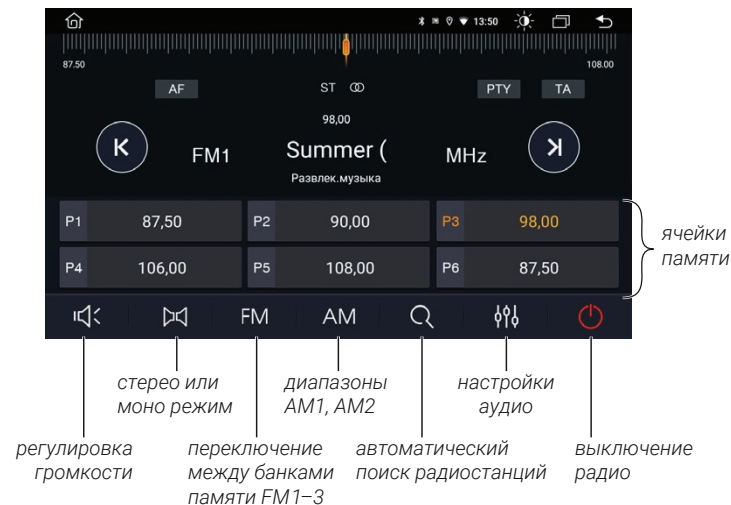 13:50
87.50 108.00
AF ST PTY TA
98,00
FM1 Summer ( MHz
Развлек.музыка
P1 87,50 P2 90,00 P3 98,00
P4 106,00 P5 108,00 P6 87,50
ячейки
памяти
FM AM
стерео или
моно режим
диапазоны
AM1, AM2
настройки
аудио
регулировка
громкости
переключение
между банками
памяти FM1–3
автоматический
поиск радиостанций
выключение
радио